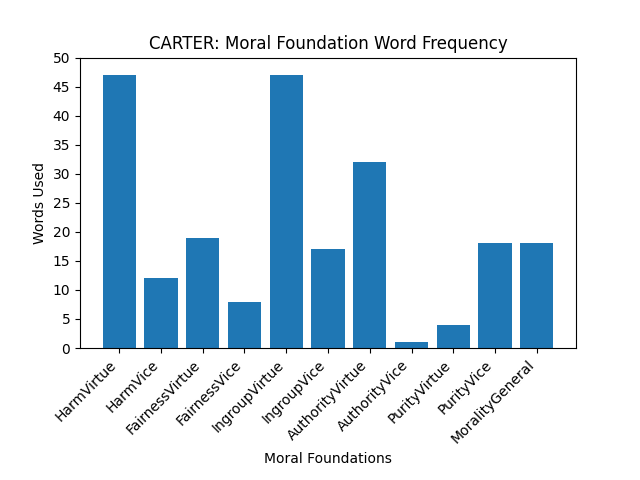 CARTER: Moral Foundation Word Frequency
50
45
40
35
30
25
20
15
10
5
0
Words Used
HarmVirtue
HarmVice
FairnessVirtue
FairnessVice
IngroupVirtue
IngroupVice
AuthorityVirtue
AuthorityVice
PurityVirtue
PurityVice
MoralityGeneral
Moral Foundations